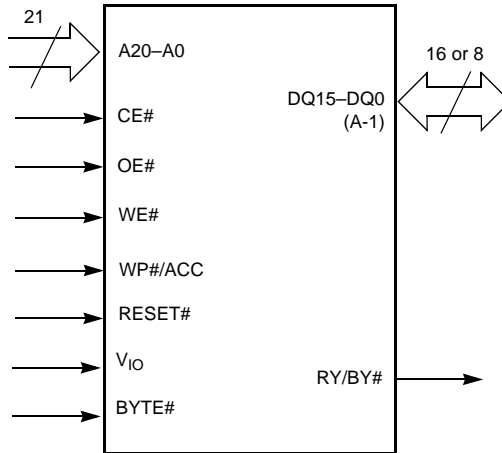 21
A20–A0
16 or 8
DQ15–DQ0
(A-1)
CE#
OE#
WE#
WP#/ACC
RESET#
VIO
RY/BY#
BYTE#